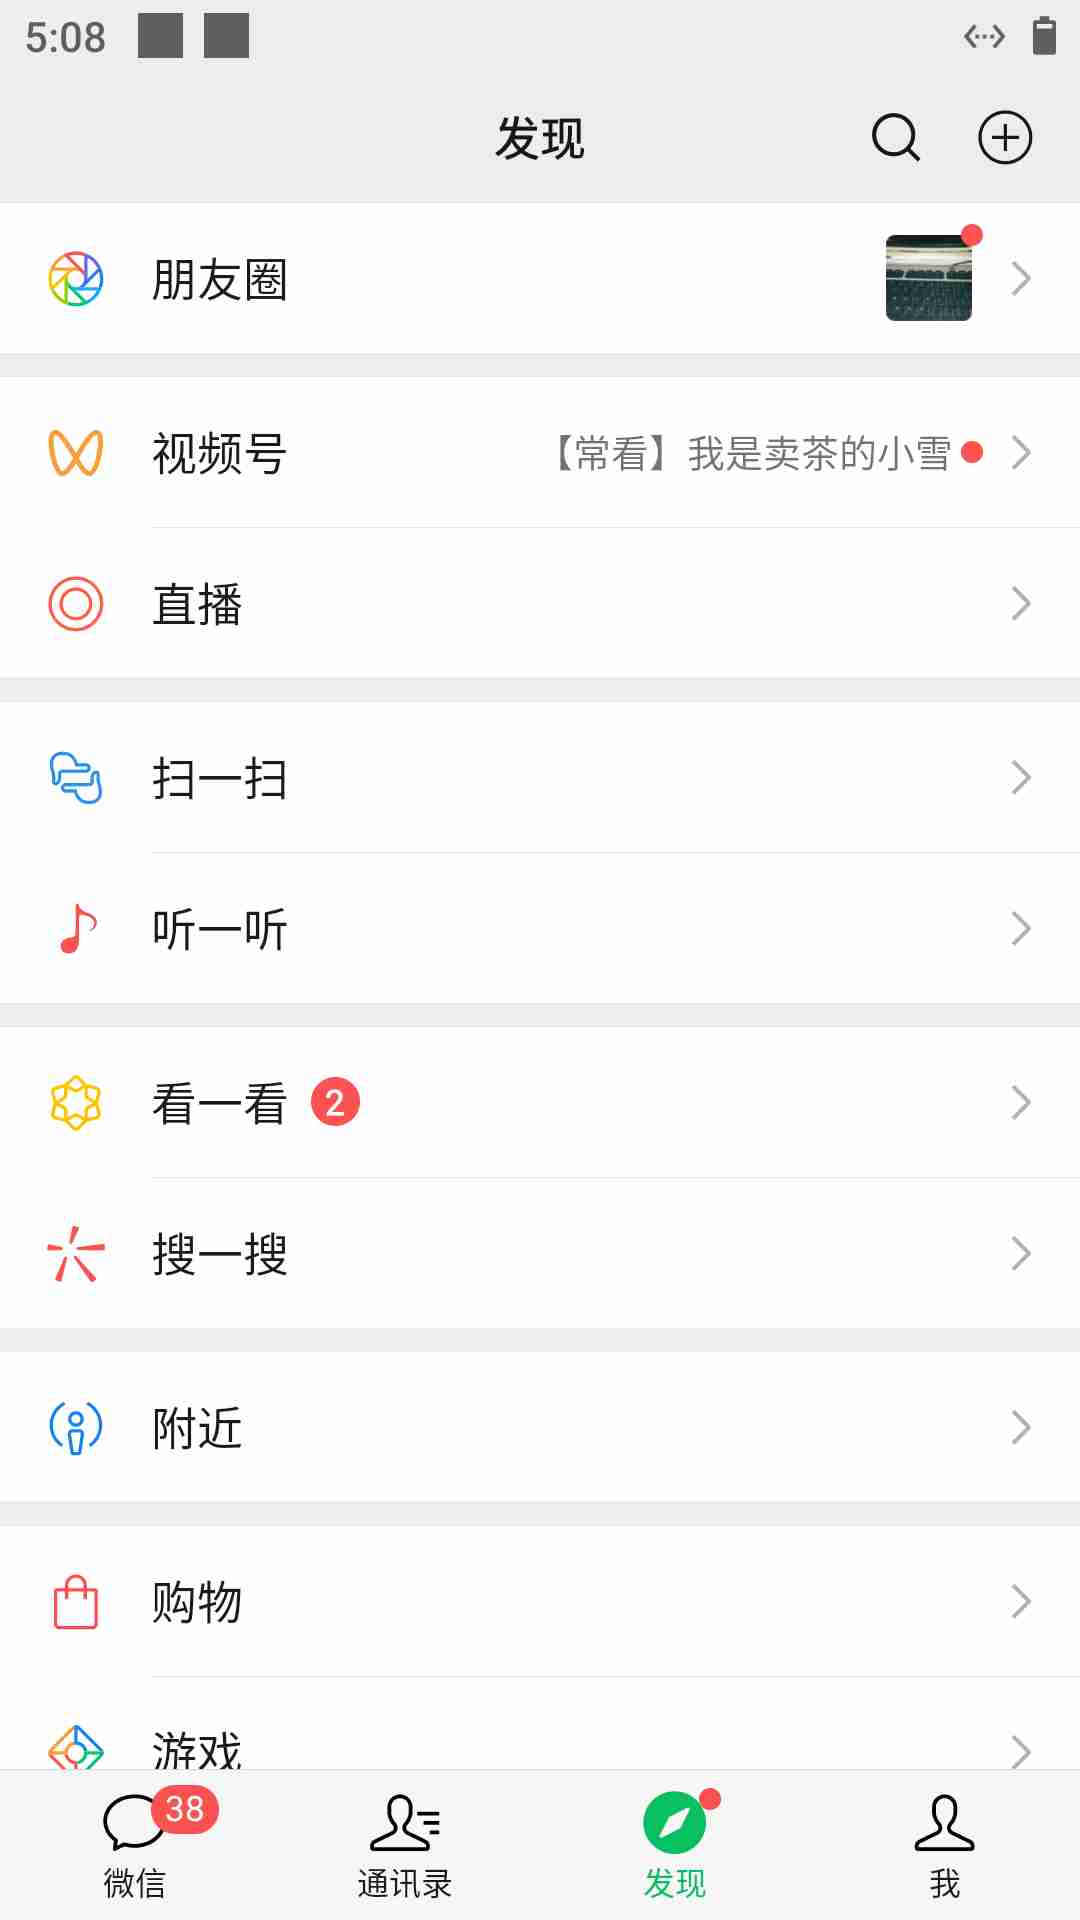 5:08
发现
朋友圈
视频号 【常看】我是卖茶的小雪
直播
扫一扫
听一听
看一看 2
搜一搜
附近
购物
游戏
38
微信 通讯录 发现 我